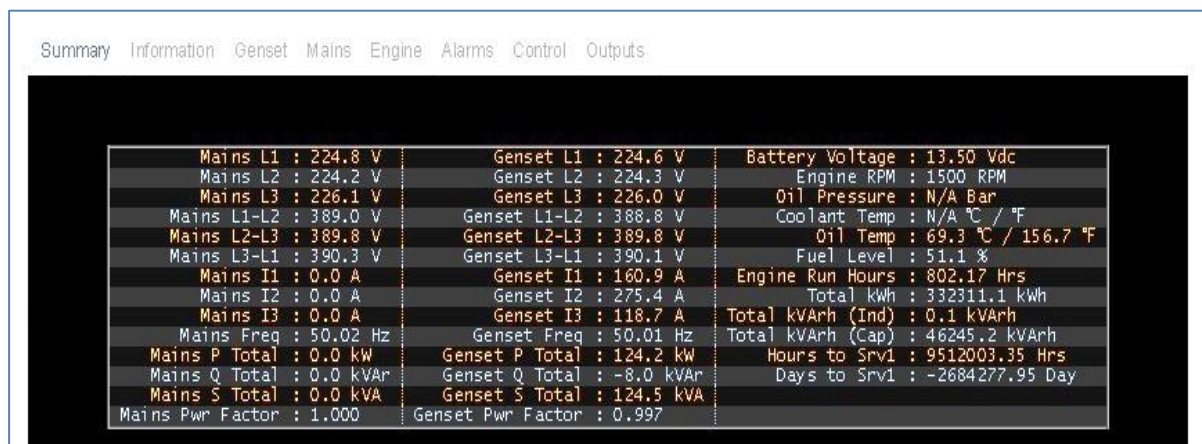 Summary Information Genset Mains Engine Alarms Control Outputs
Mains L1 : 224.8 V Genset L1 : 224.6 V Battery Voltage : 13.50 Vdc
Mains L2 : 224.2 V Genset L2 : 224.3 V Engine RPM : 1500 RPM
Mains L3 : 226.1 V Genset L3 : 226.0 V Oil Pressure : N/A Bar
Mains L1-L2 : 389.0 V Genset L1-L2 : 388.8 V Coolant Temp : N/A ℃ / ℉
Mains L2-L3 : 389.8 V Genset L2-L3 : 389.8 V Oil Temp : 69.3 ℃ / 156.7 ℉
Mains L3-L1 : 390.3 V Genset L3-L1 : 390.1 V Fuel Level : 51.1 %
Mains I1 : 0.0 A Genset I1 : 160.9 A Engine Run Hours : 802.17 Hrs
Mains I2 : 0.0 A Genset I2 : 275.4 A Total kWh : 332311.1 kWh
Mains I3 : 0.0 A Genset I3 : 118.7 A Total kVArh (Ind) : 0.1 kVArh
Mains Freq : 50.02 Hz Genset Freq : 50.01 Hz Total kVArh (Cap) : 46245.2 kVArh
Mains P Total : 0.0 kW Genset P Total : 124.2 kW Hours to Srv1 : 9512003.35 Hrs
Mains Q Total : 0.0 kVAr Genset Q Total : -8.0 kVAr Days to Srv1 : -2684277.95 Day
Mains S Total : 0.0 kVA Genset S Total : 124.5 kVA
Mains Pwr Factor : 1.000 Genset Pwr Factor : 0.997